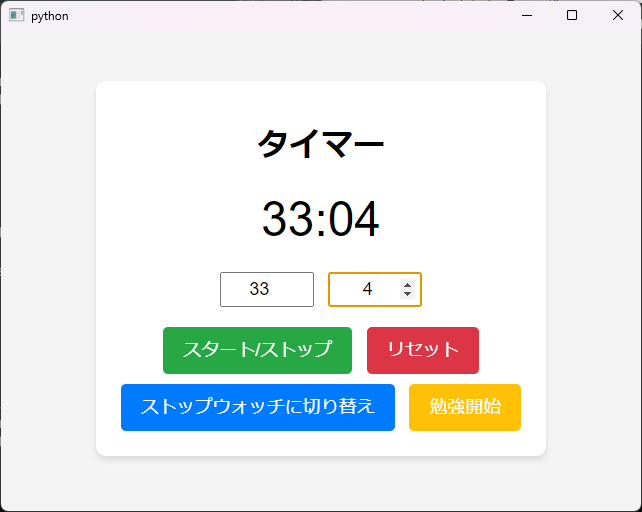 python
タイマー
33:04
33 4
スタート/ストップ リセット
ストップウォッチに切り替え 勉強開始